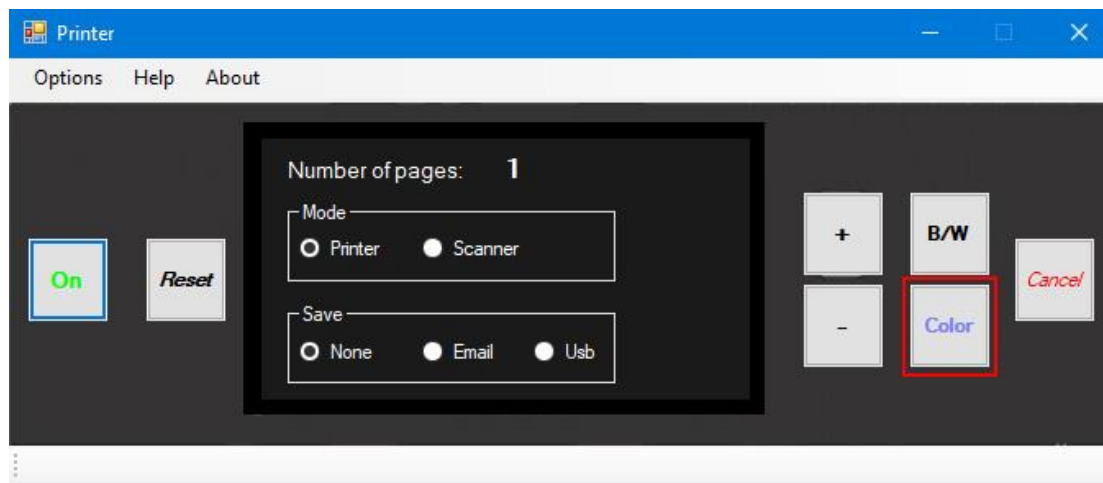 Printer
Options Help About
Number of pages: 1
Mode
Printer Scanner
Save
None Email Usb
On
Reset
+
B/W
-
Color
Cancel